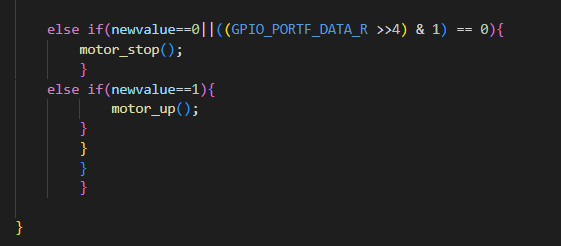 else if(newvalue==0||((GPIO_PORTF_DATA_R >>4) & 1) == 0){
motor_stop();
}
else if(newvalue==1){
motor_up();
}
}
}
}
}